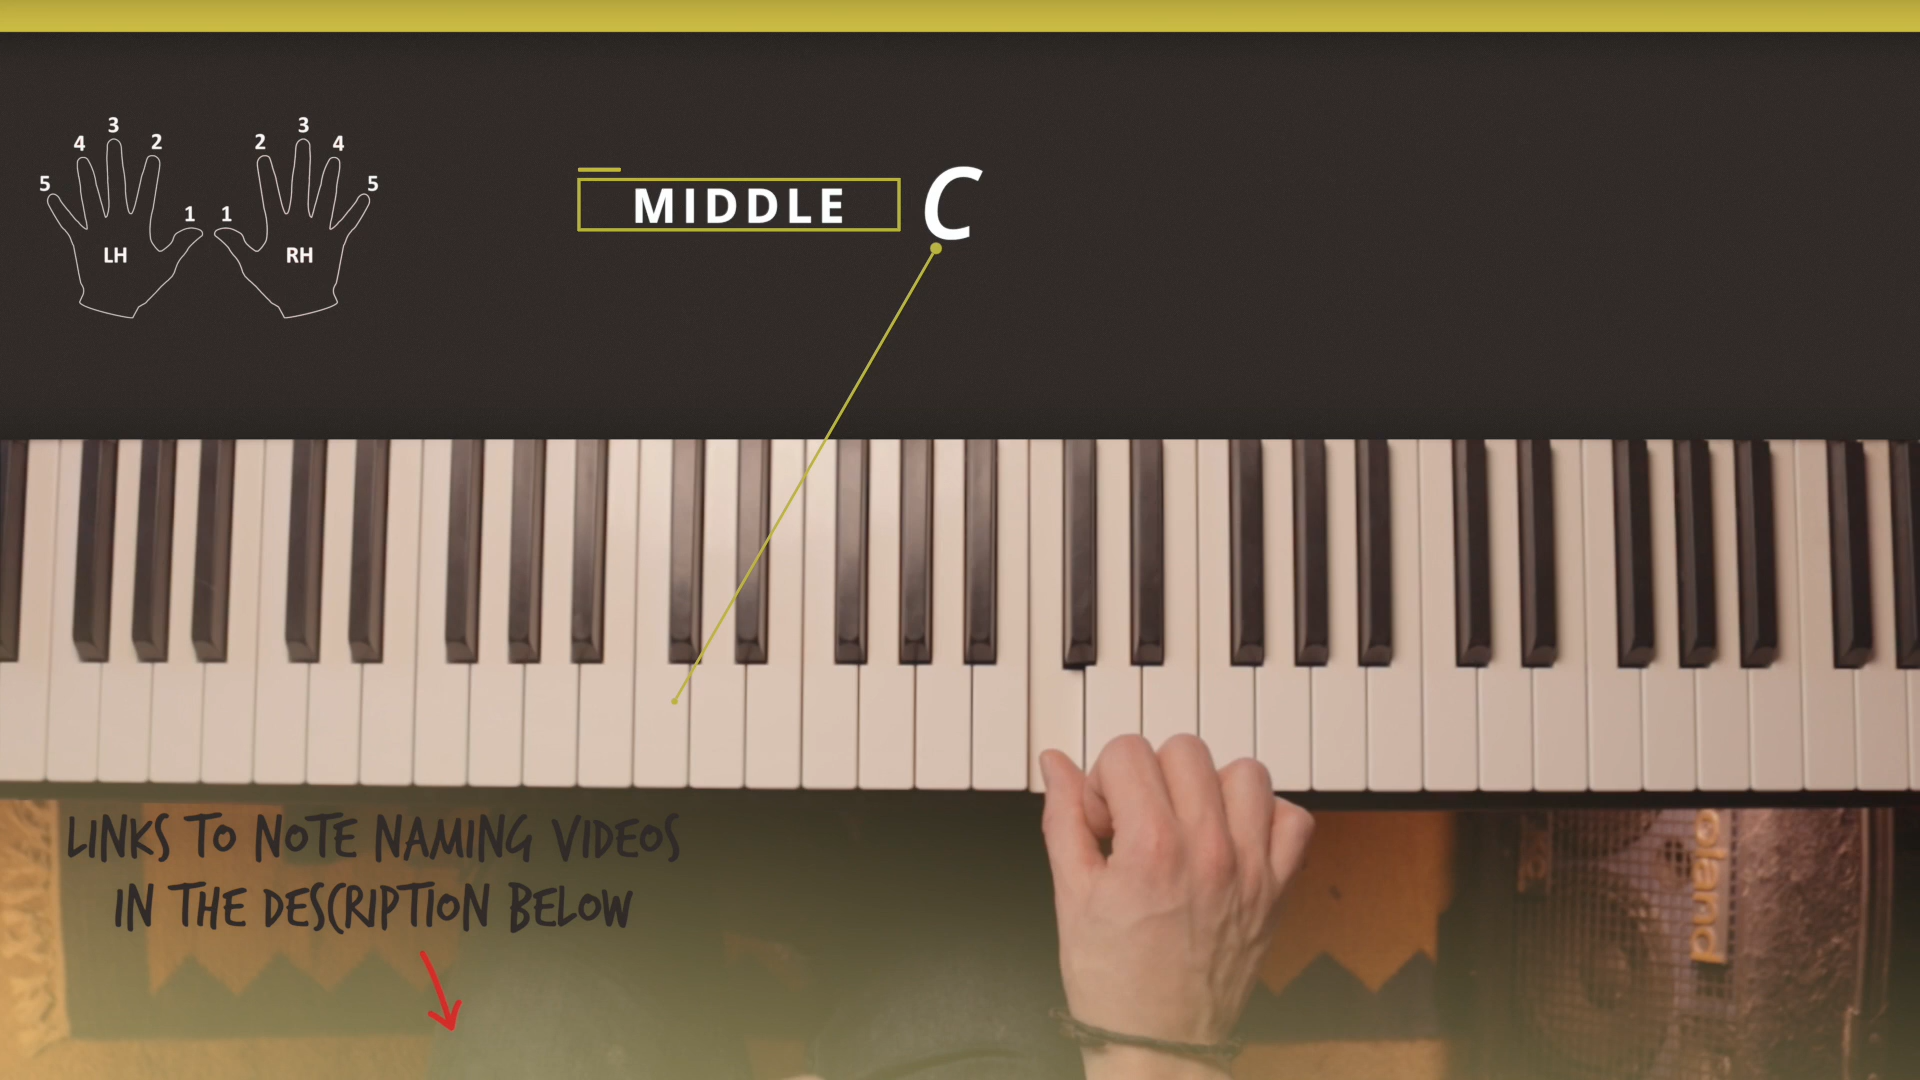 3 3
4 2 2 4
5 5
1 1
LH RH
MIDDLE C
LINKS TO NOTE NAMING VIDEOS
IN THE DESCRIPTION BELOW
oland